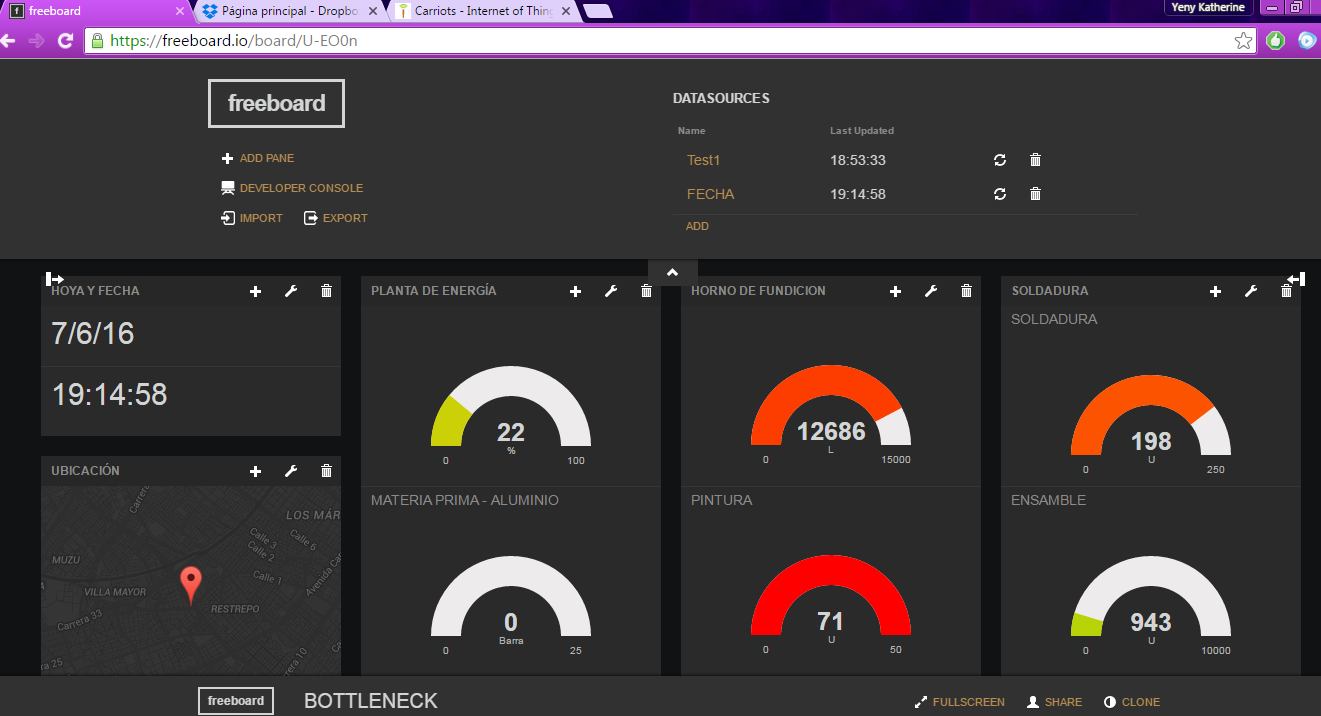 freeboard
Página principal - Dropbo
Carriots - Internet of Thin
Yeny Katherine
https://freeboard.io/board/U-EO0n
freeboard
ADD PANE
DEVELOPER CONSOLE
IMPORT
EXPORT
DATASOURCES
Name
Last Updated
Test1
18:53:33
FECHA
19:14:58
ADD
HOYA Y FECHA
7/6/16
19:14:58
UBICACIÓN
Carrera
LOS MÁR
Calle 3
Calle 6
Calle 2
MUZU
Calle 1
Avenida Ca
VILLA MAYOR
RESTREPO
Carrera 33
Carrera 10
rera 25
PLANTA DE ENERGÍA
22
%
0
100
MATERIA PRIMA - ALUMINIO
0
Barra
0
25
HORNO DE FUNDICION
12686
L
0
15000
PINTURA
71
U
0
50
SOLDADURA
SOLDADURA
198
U
0
250
ENSAMBLE
943
U
0
10000
freeboard
BOTTLENECK
FULLSCREEN
SHARE
CLONE